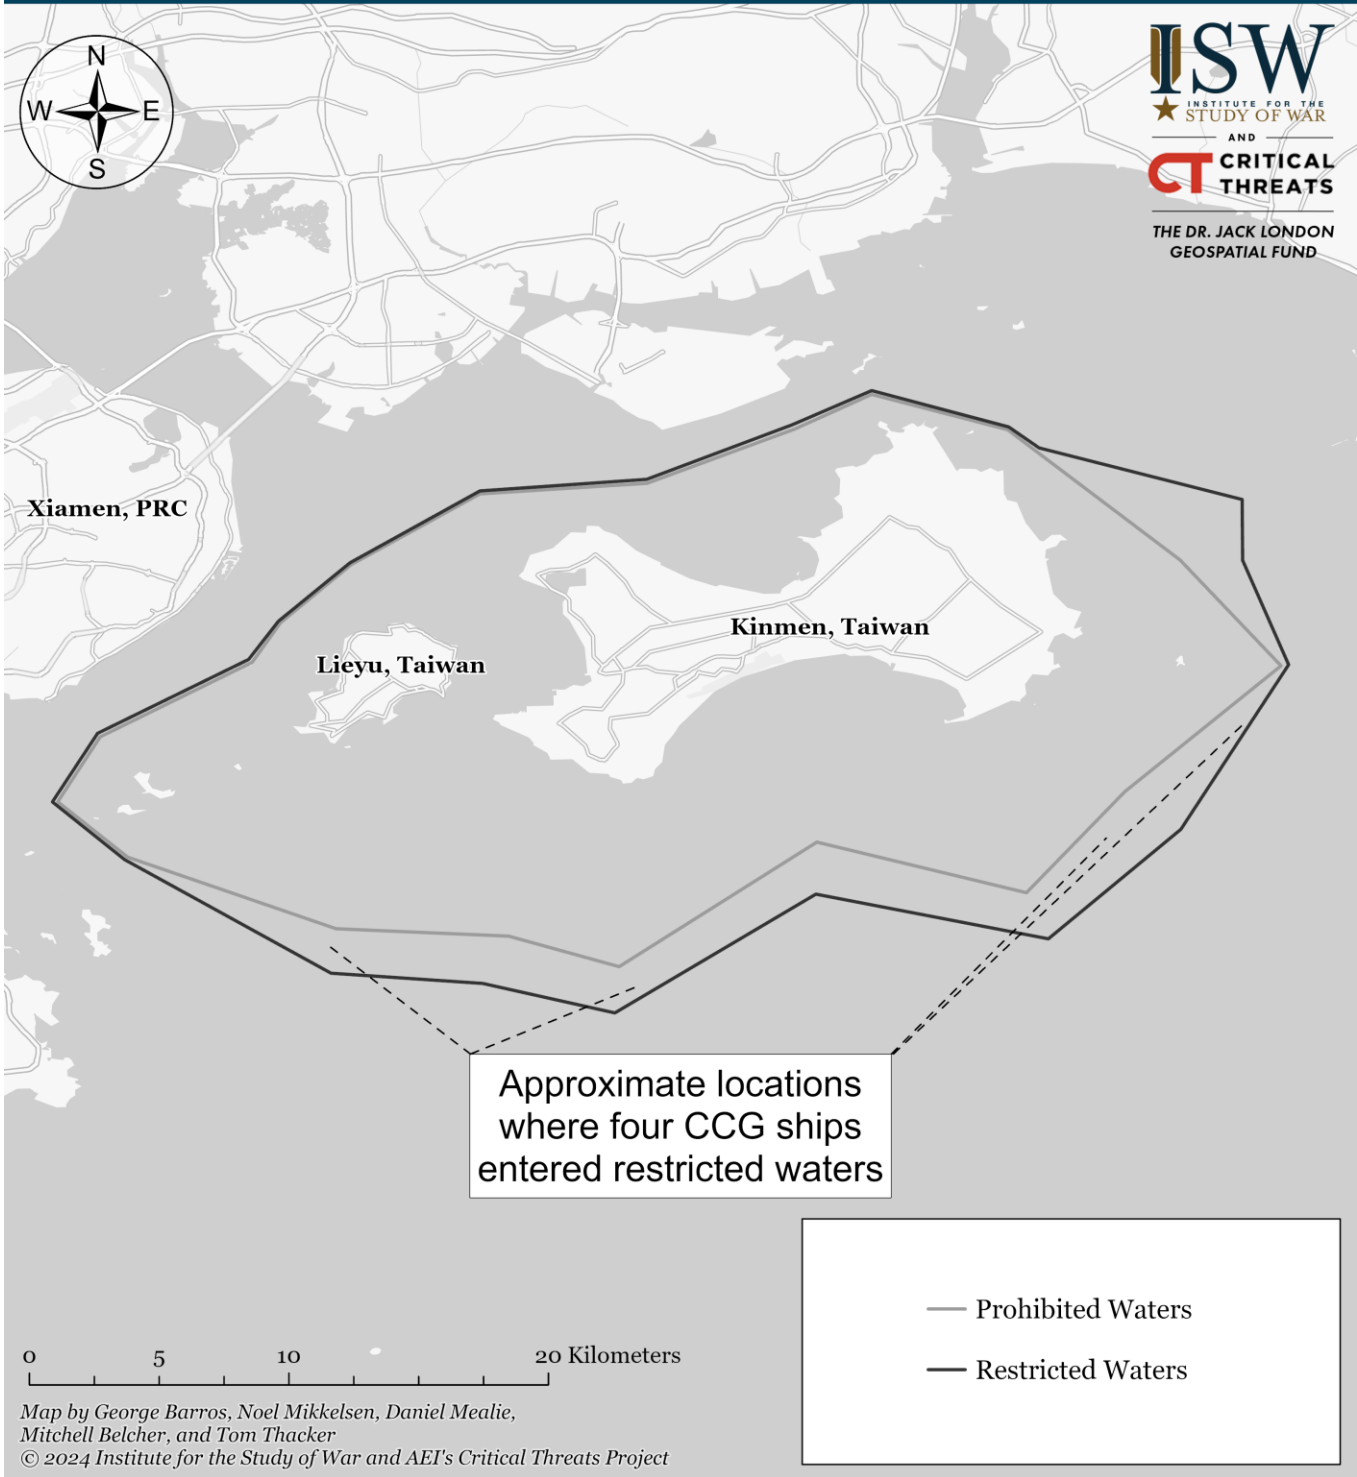 N
W E
S
ISW
INSTITUTE FOR THE
STUDY OF WAR
AND
CT CRITICAL
THREATS
THE DR. JACK LONDON
GEOSPATIAL FUND
Xiamen, PRC
Kinmen, Taiwan
Lieyu, Taiwan
Approximate locations
where four CCG ships
entered restricted waters
Prohibited Waters
Restricted Waters
0 5 10 20 Kilometers
Map by George Barros, Noel Mikkelsen, Daniel Mealie,
Mitchell Belcher, and Tom Thacker
© 2024 Institute for the Study of War and AEI's Critical Threats Project